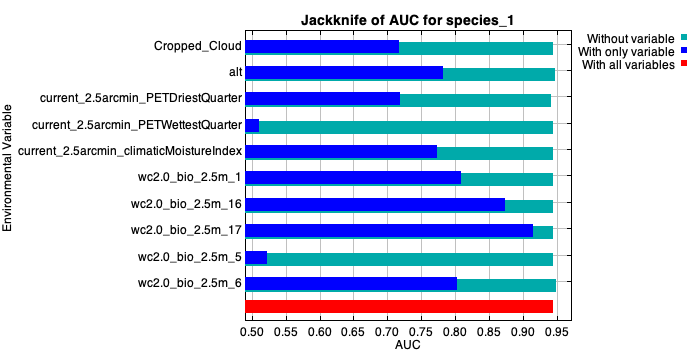 Jackknife of AUC for species_1
Without variable
With only variable
With all variables
Environmental Variable
Cropped_Cloud
alt
current_2.5arcmin_PETDriestQuarter
current_2.5arcmin_PETWettestQuarter
current_2.5arcmin_climaticMoistureIndex
wc2.0_bio_2.5m_1
wc2.0_bio_2.5m_16
wc2.0_bio_2.5m_17
wc2.0_bio_2.5m_5
wc2.0_bio_2.5m_6
0.50 0.55 0.60 0.65 0.70 0.75 0.80 0.85 0.90 0.95
AUC